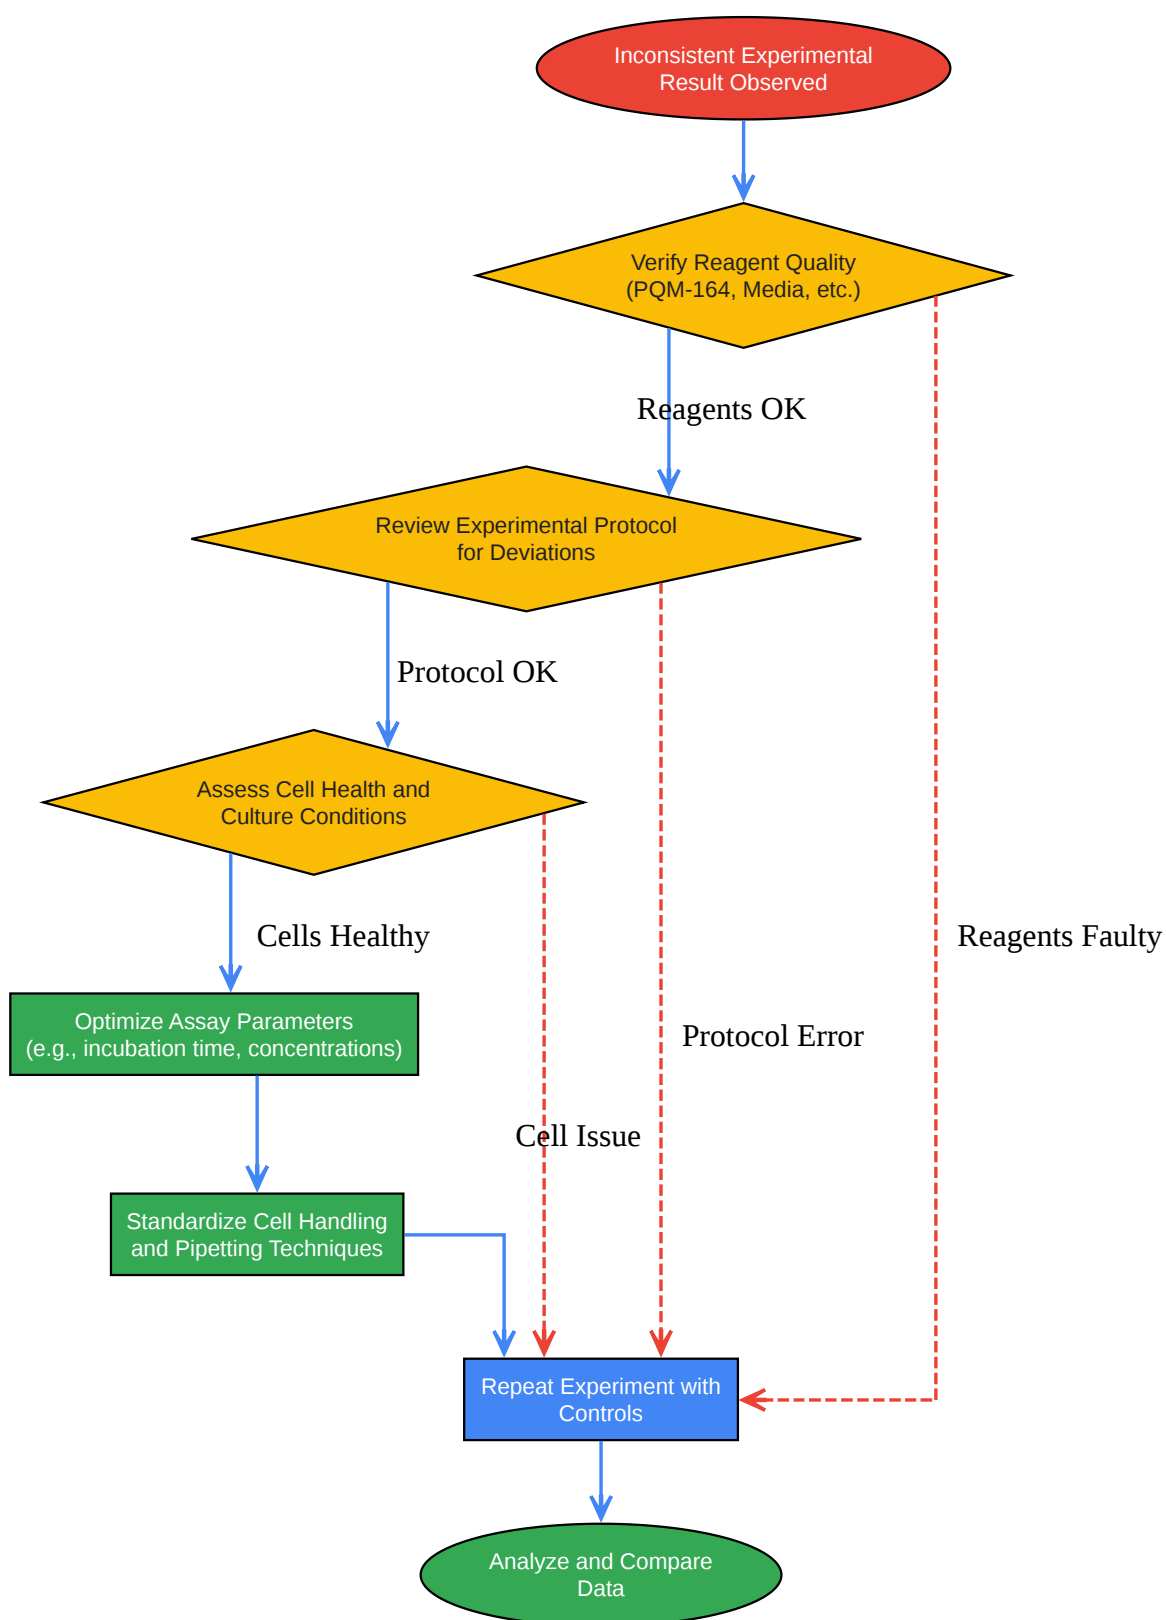 Inconsistent Experimental
Result Observed
Verify Reagent Quality
(PQM-164, Media, etc.)
Reagents OK
Review Experimental Protocol
for Deviations
Protocol OK
Assess Cell Health and
Culture Conditions
Cells Healthy
Reagents Faulty
Optimize Assay Parameters
(e.g., incubation time, concentrations)
Protocol Error
Cell Issue
Standardize Cell Handling
and Pipetting Techniques
Repeat Experiment with
Controls
Analyze and Compare
Data